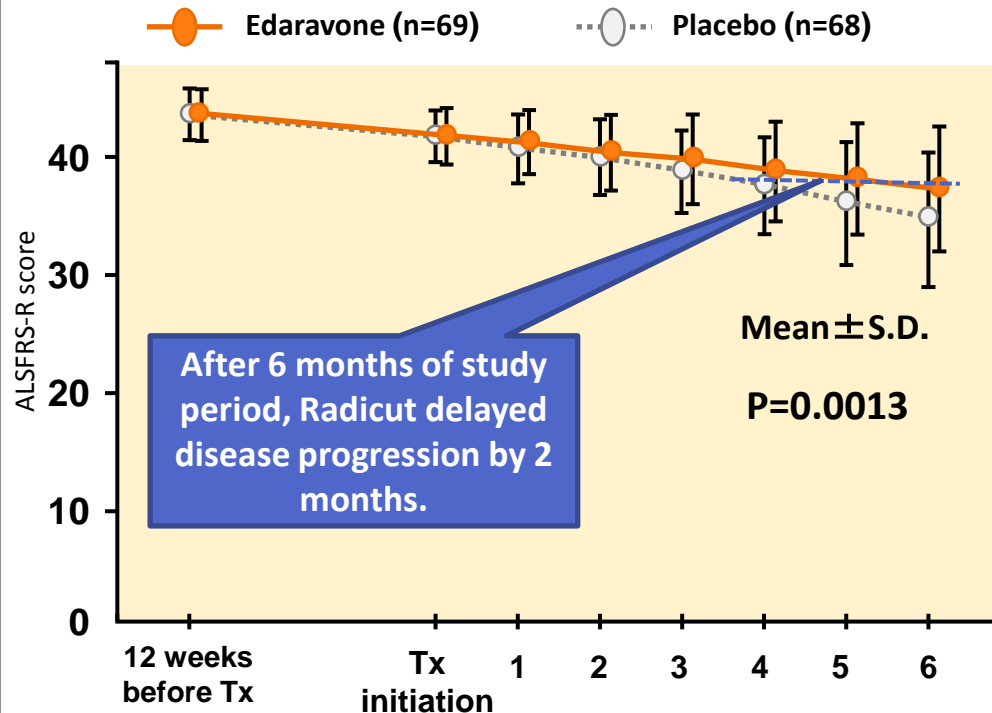 Edaravone (n=69) Placebo (n=68)
ALSFRS-R score
40
30
20
10
0
After 6 months of study
period, Radicut delayed
disease progression by 2
months.
Mean±S.D.
P=0.0013
12 weeks
before Tx
Tx
initiation
1 2 3 4 5 6